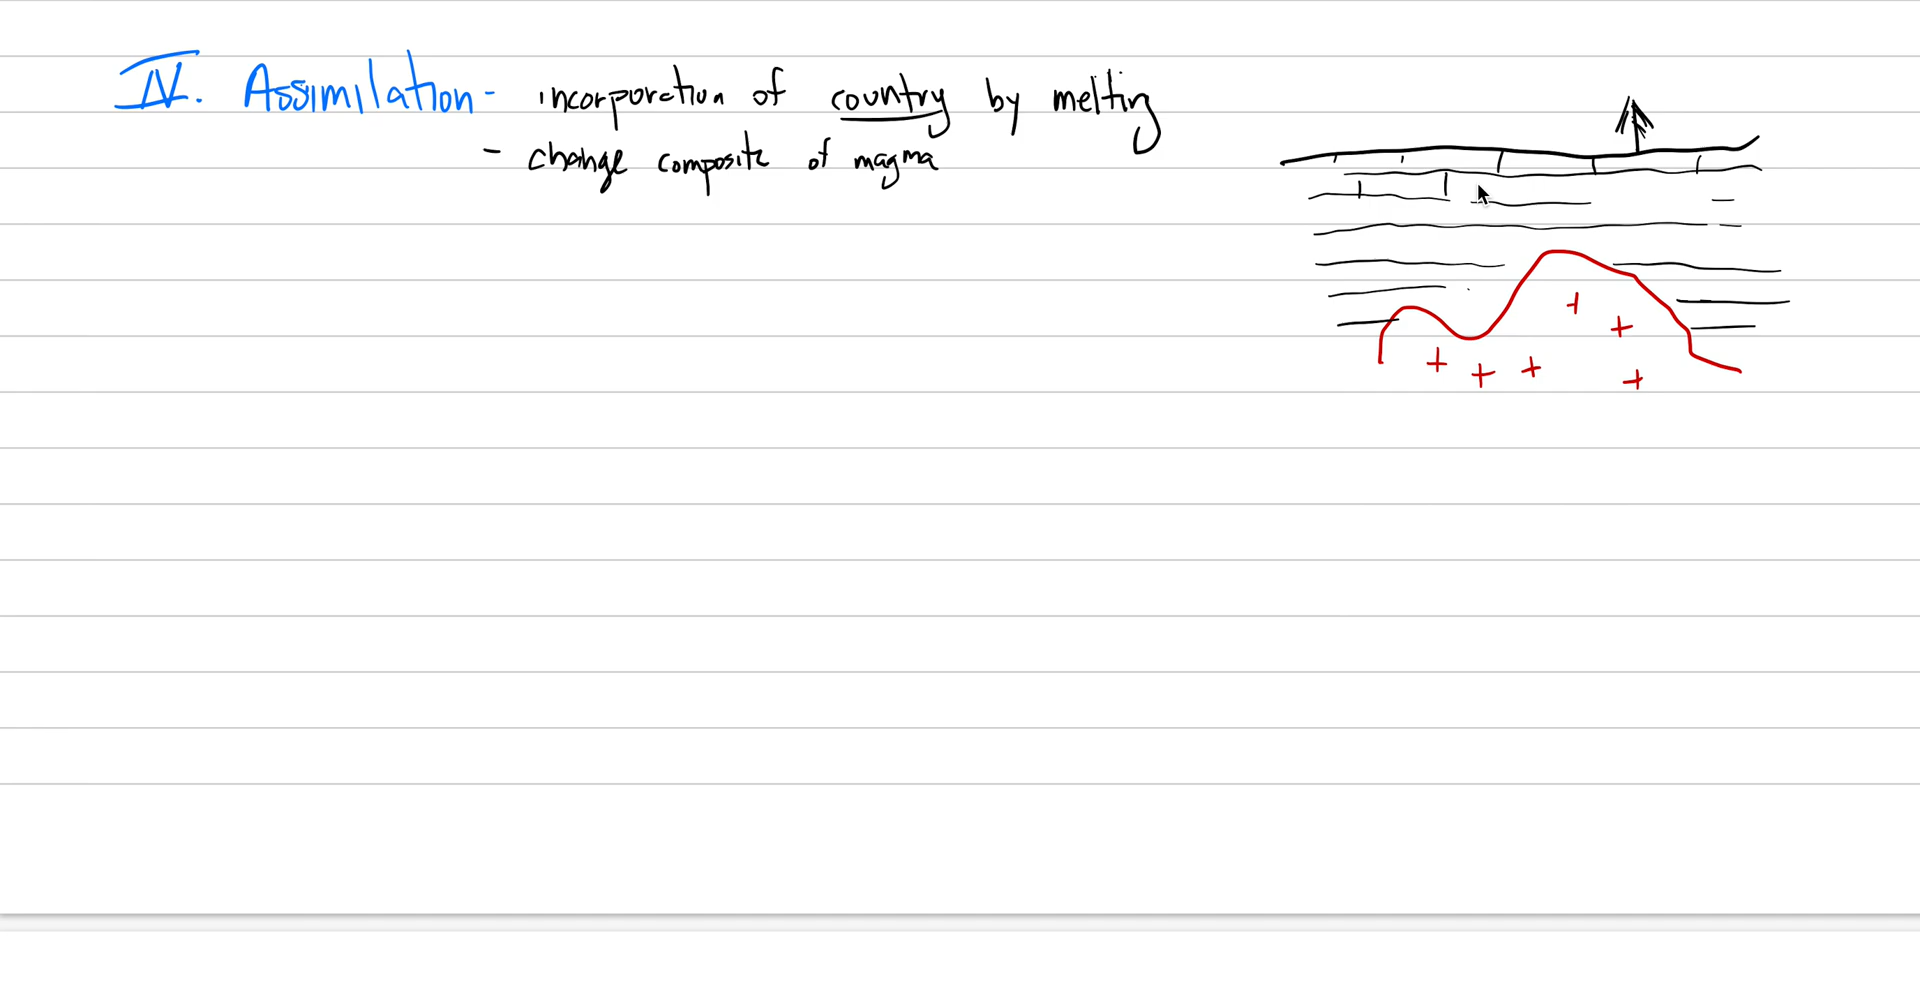 IV. Assimilation - incorporation of country by melting
- change composite of magma